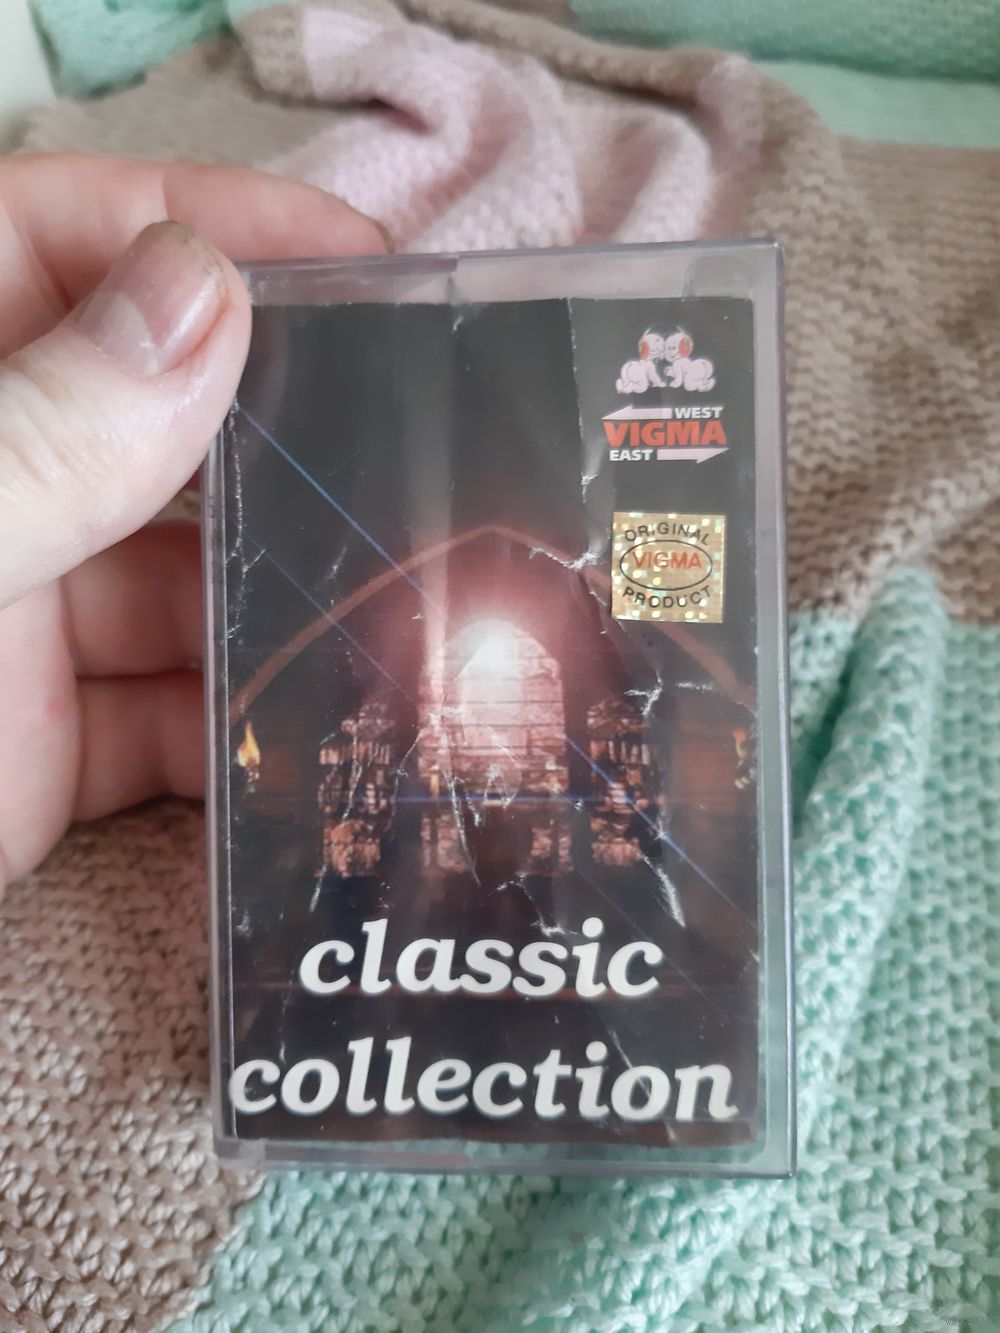 WEST
VIGMA
EAST
ORIGINAL
VIGMA
PRODUCT
classic
collection